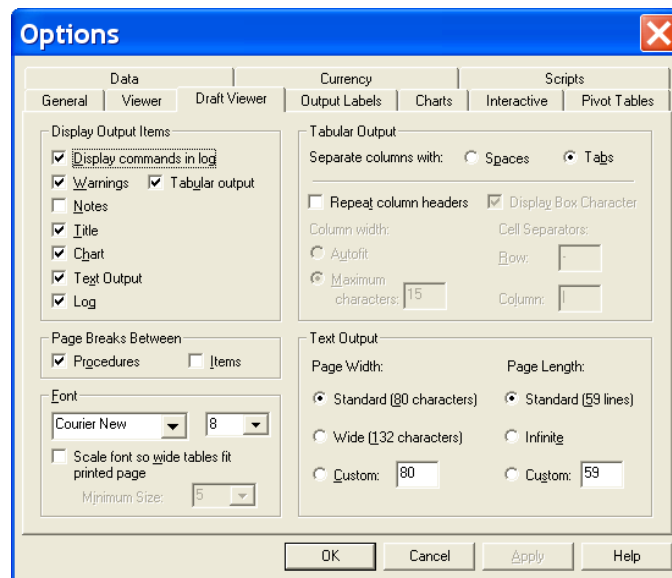 Options
Data Currency Scripts
General Viewer Draft Viewer Output Labels Charts Interactive Pivot Tables
Display Output Items
Display commands in log
Warnings Tabular output
Notes
Title
Chart
Text Output
Log
Page Breaks Between
Procedures Items
Font
Courier New 8
Scale font so wide tables fit
printed page
Minimum Size: 5
Tabular Output
Separate columns with: Spaces Tabs
Repeat column headers Display Box Character
Column width: Cell Separators:
Autofit Row: -
Maximum
characters: 15 Column: |
Text Output
Page Width: Page Length:
Standard (80 characters) Standard (59 lines)
Wide (132 characters) Infinite
Custom: 80 Custom: 59
OK Cancel Apply Help